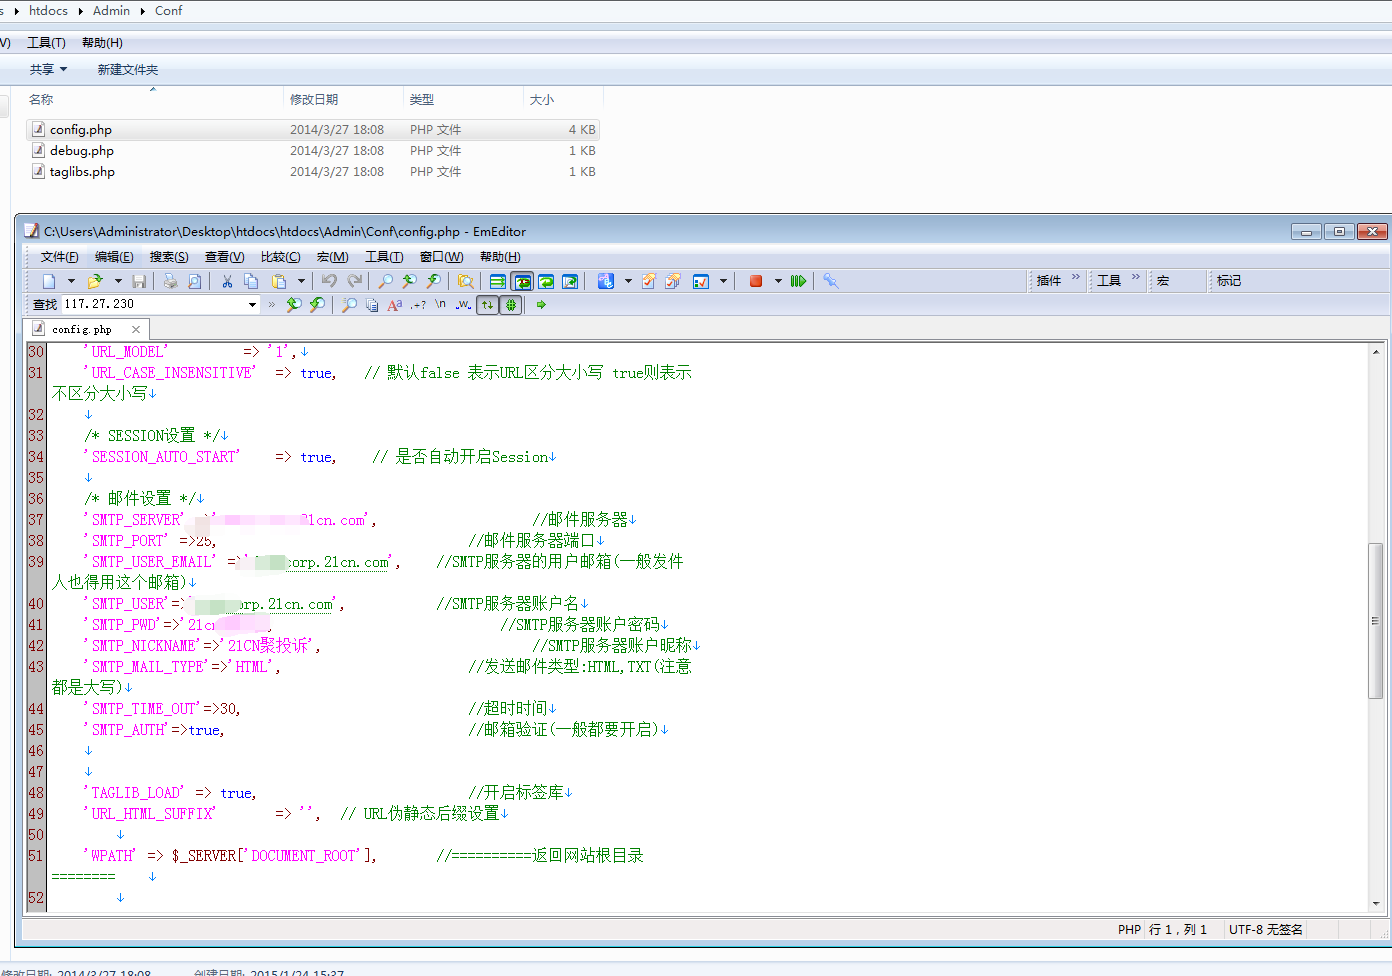 htdocs ▸ Admin ▸ Conf
V) 工具(T) 帮助(H)
共享 新建文件夹
名称 修改日期 类型 大小
config.php 2014/3/27 18:08 PHP 文件 4 KB
debug.php 2014/3/27 18:08 PHP 文件 1 KB
taglibs.php 2014/3/27 18:08 PHP 文件 1 KB
C:\Users\Administrator\Desktop\htdocs\htdocs\Admin\Conf\config.php - EmEditor
文件(F) 编辑(E) 搜索(S) 查看(V) 比较(C) 宏(M) 工具(T) 窗口(W) 帮助(H)
插件 » 工具 » 宏 标记
查找 117.27.230
config.php
30 'URL_MODEL' => '1',↓
31 'URL_CASE_INSENSITIVE' => true, // 默认false 表示URL区分大小写 true则表示
不区分大小写↓
32 ↓
33 /* SESSION设置 */↓
34 'SESSION_AUTO_START' => true, // 是否自动开启Session↓
35 ↓
36 /* 邮件设置 */↓
37 'SMTP_SERVER' 21cn.com', //邮件服务器↓
38 'SMTP_PORT' =>25, //邮件服务器端口↓
39 'SMTP_USER_EMAIL' =>' corp.21cn.com', //SMTP服务器的用户邮箱(一般发件
人也得用这个邮箱)↓
40 'SMTP_USER'=>' orp.21cn.com', //SMTP服务器账户名↓
41 'SMTP_PWD'=>'21cn //SMTP服务器账户密码↓
42 'SMTP_NICKNAME'=>'21CN聚投诉', //SMTP服务器账户昵称↓
43 'SMTP_MAIL_TYPE'=>'HTML', //发送邮件类型:HTML,TXT(注意
都是大写)↓
44 'SMTP_TIME_OUT'=>30, //超时时间↓
45 'SMTP_AUTH'=>true, //邮箱验证(一般都要开启)↓
46 ↓
47 ↓
48 'TAGLIB_LOAD' => true, //开启标签库↓
49 'URL_HTML_SUFFIX' => '', // URL伪静态后缀设置↓
50 ↓
51 'WPATH' => $_SERVER['DOCUMENT_ROOT'], //==========返回网站根目录
======== ↓
52 ↓
PHP 行 1，列 1 UTF-8 无签名
修改日期: 2014/3/27 18:08 创建日期: 2015/1/24 15:37